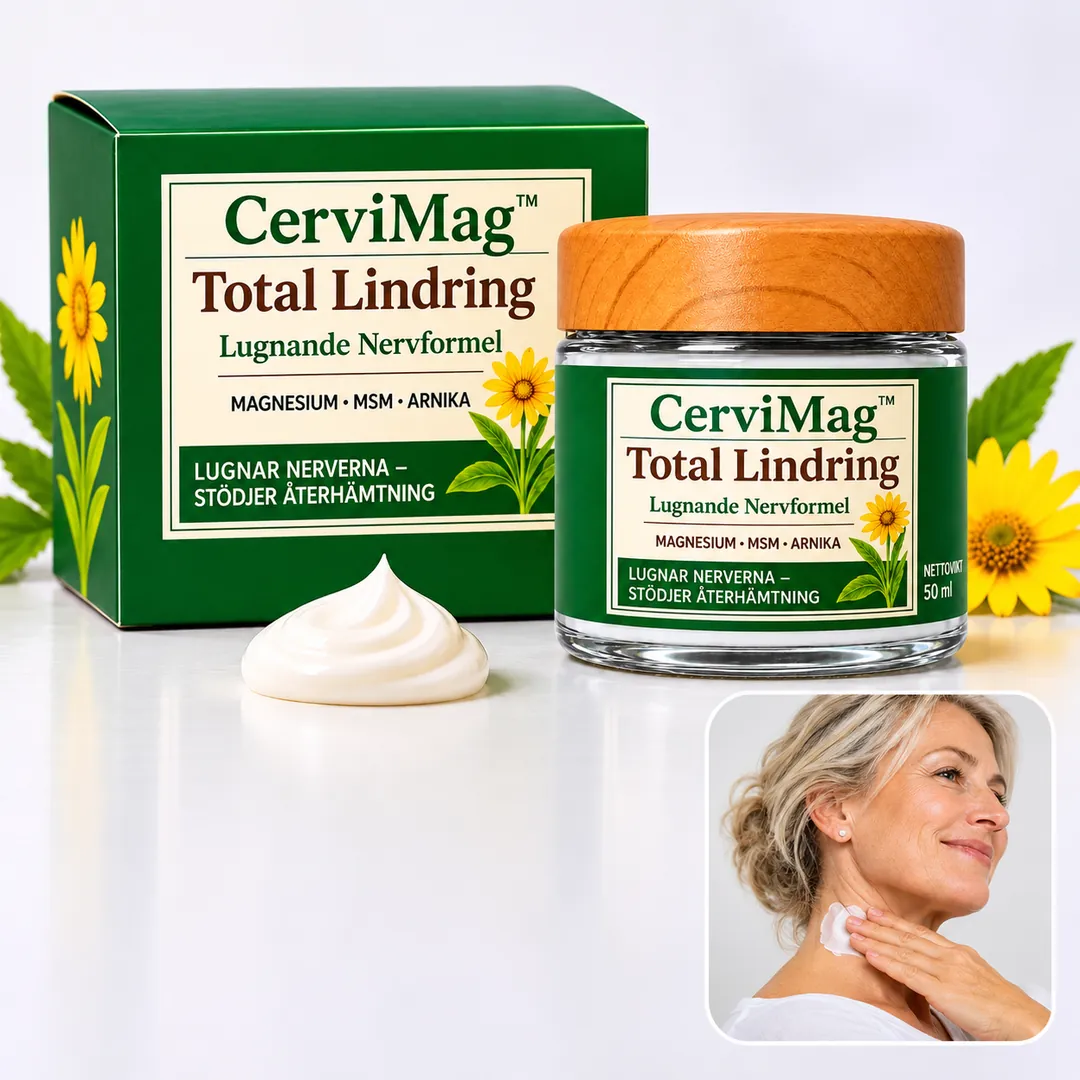 CerviMag™
Total Lindring
Lugnande Nervformel
MAGNESIUM • MSM • ARNIKA
LUGNAR NERVERNA –
STÖDJER ÅTERHÄMTNING
CerviMag™
Total Lindring
Lugnande Nervformel
MAGNESIUM • MSM • ARNIKA
LUGNAR NERVERNA –
STÖDJER ÅTERHÄMTNING
NETTOVIKT
50 ml